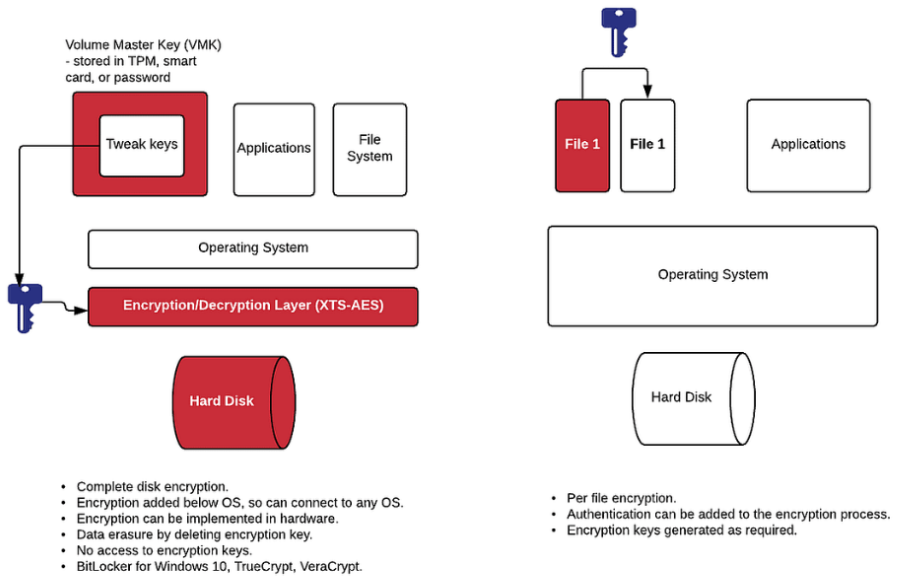 Volume Master Key (VMK)
- stored in TPM, smart
card, or password
Tweak keys
Applications
File
System
Operating System
Encryption/Decryption Layer (XTS-AES)
Hard Disk
• Complete disk encryption.
• Encryption added below OS, so can connect to any OS.
• Encryption can be implemented in hardware.
• Data erasure by deleting encryption key.
• No access to encryption keys.
• BitLocker for Windows 10, TrueCrypt, VeraCrypt.
File 1
File 1
Applications
Operating System
Hard Disk
• Per file encryption.
• Authentication can be added to the encryption process.
• Encryption keys generated as required.